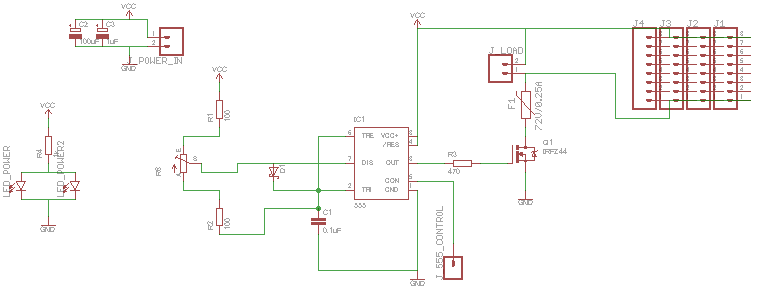 VCC
C2
C3
100uF
1uF
1
2
J_POWER_IN
GND
VCC
J4
J3
J2
J1
8
7
6
5
4
3
2
1
J_LOAD
2
1
F1
72V/0.25A
Q1
IRFZ44
GND
VCC
R1
100
IC1
6
TRE
VCC+
8
/RES
4
7
DIS
OUT
3
CON
5
2
TRI
GND
1
555
R3
470
R6
E
S
A
D1
R2
100
C1
0.1uF
J_555_CONTROL
GND
VCC
R4
LED_POWER
LED_POWER2
GND